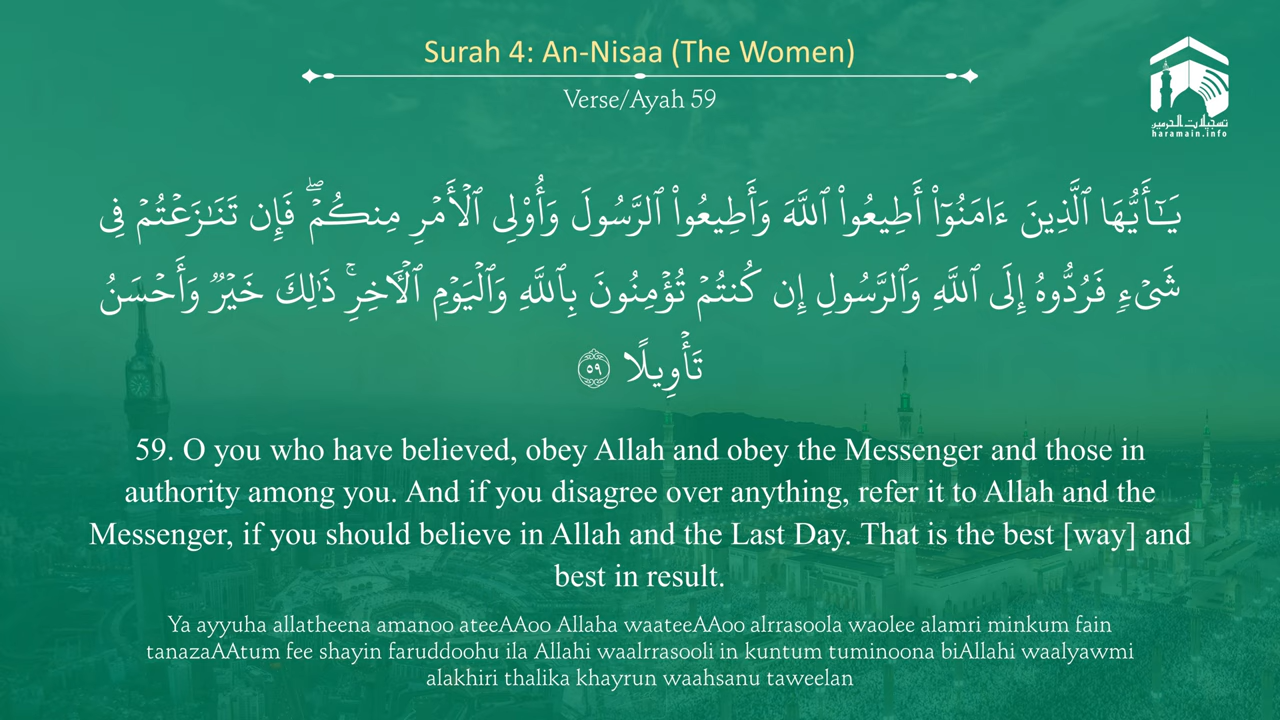 Surah 4: An-Nisaa (The Women)
Verse/Ayah 59
تسجيلات الحرمين
haramain.info
يَـٰٓأَيُّهَا ٱلَّذِينَ ءَامَنُوٓا۟ أَطِيعُوا۟ ٱللَّهَ وَأَطِيعُوا۟ ٱلرَّسُولَ وَأُو۟لِى ٱلْأَمْرِ مِنكُمْ ۖ فَإِن تَنَـٰزَعْتُمْ فِى
شَىْءٍ فَرُدُّوهُ إِلَى ٱللَّهِ وَٱلرَّسُولِ إِن كُنتُمْ تُؤْمِنُونَ بِٱللَّهِ وَٱلْيَوْمِ ٱلْـَٔاخِرِ ۚ ذَٰلِكَ خَيْرٌ وَأَحْسَنُ
تَأْوِيلًا ٥٩
59. O you who have believed, obey Allah and obey the Messenger and those in
authority among you. And if you disagree over anything, refer it to Allah and the
Messenger, if you should believe in Allah and the Last Day. That is the best [way] and
best in result.
Ya ayyuha allatheena amanoo ateeAAoo Allaha waateeAAoo alrrasoola waolee alamri minkum fain
tanazaAAtum fee shayin faruddoohu ila Allahi waalrrasooli in kuntum tuminoona biAllahi waalyawmi
alakhiri thalika khayrun waahsanu taweelan